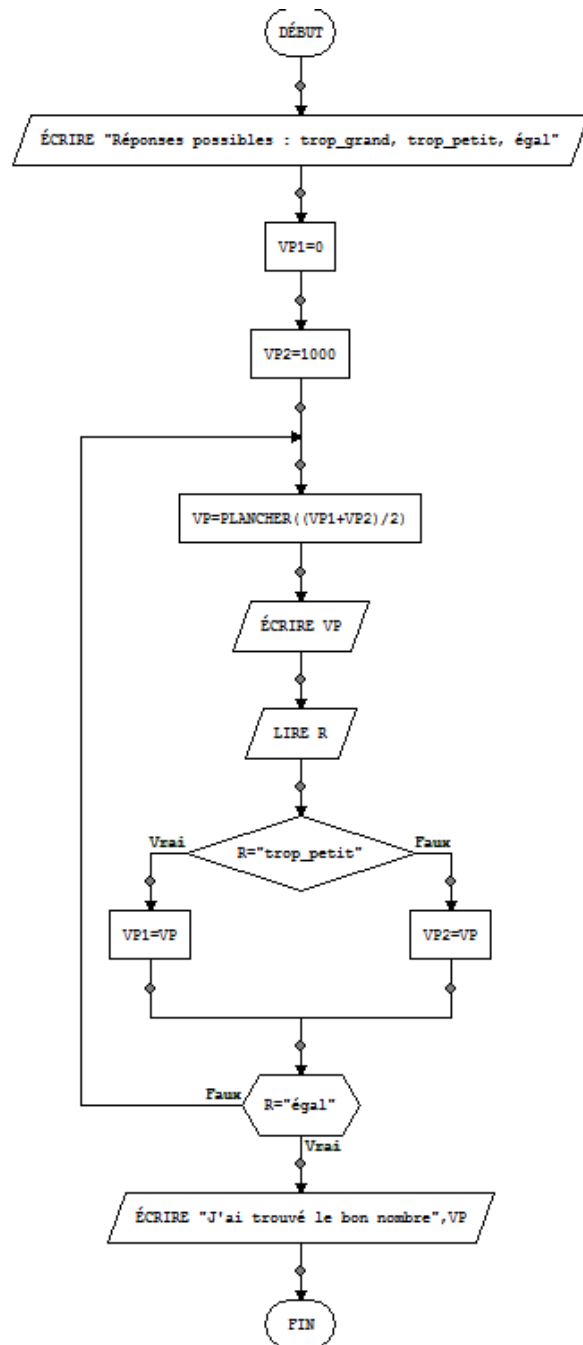 DÉBUT
ÉCRIRE "Réponses possibles : trop_grand, trop_petit, égal"
VP1=0
VP2=1000
VP=PLANCHER((VP1+VP2)/2)
ÉCRIRE VP
LIRE R
Vrai
R="trop_petit"
Faux
VP1=VP
VP2=VP
Faux
R="égal"
Vrai
ÉCRIRE "J'ai trouvé le bon nombre",VP
FIN